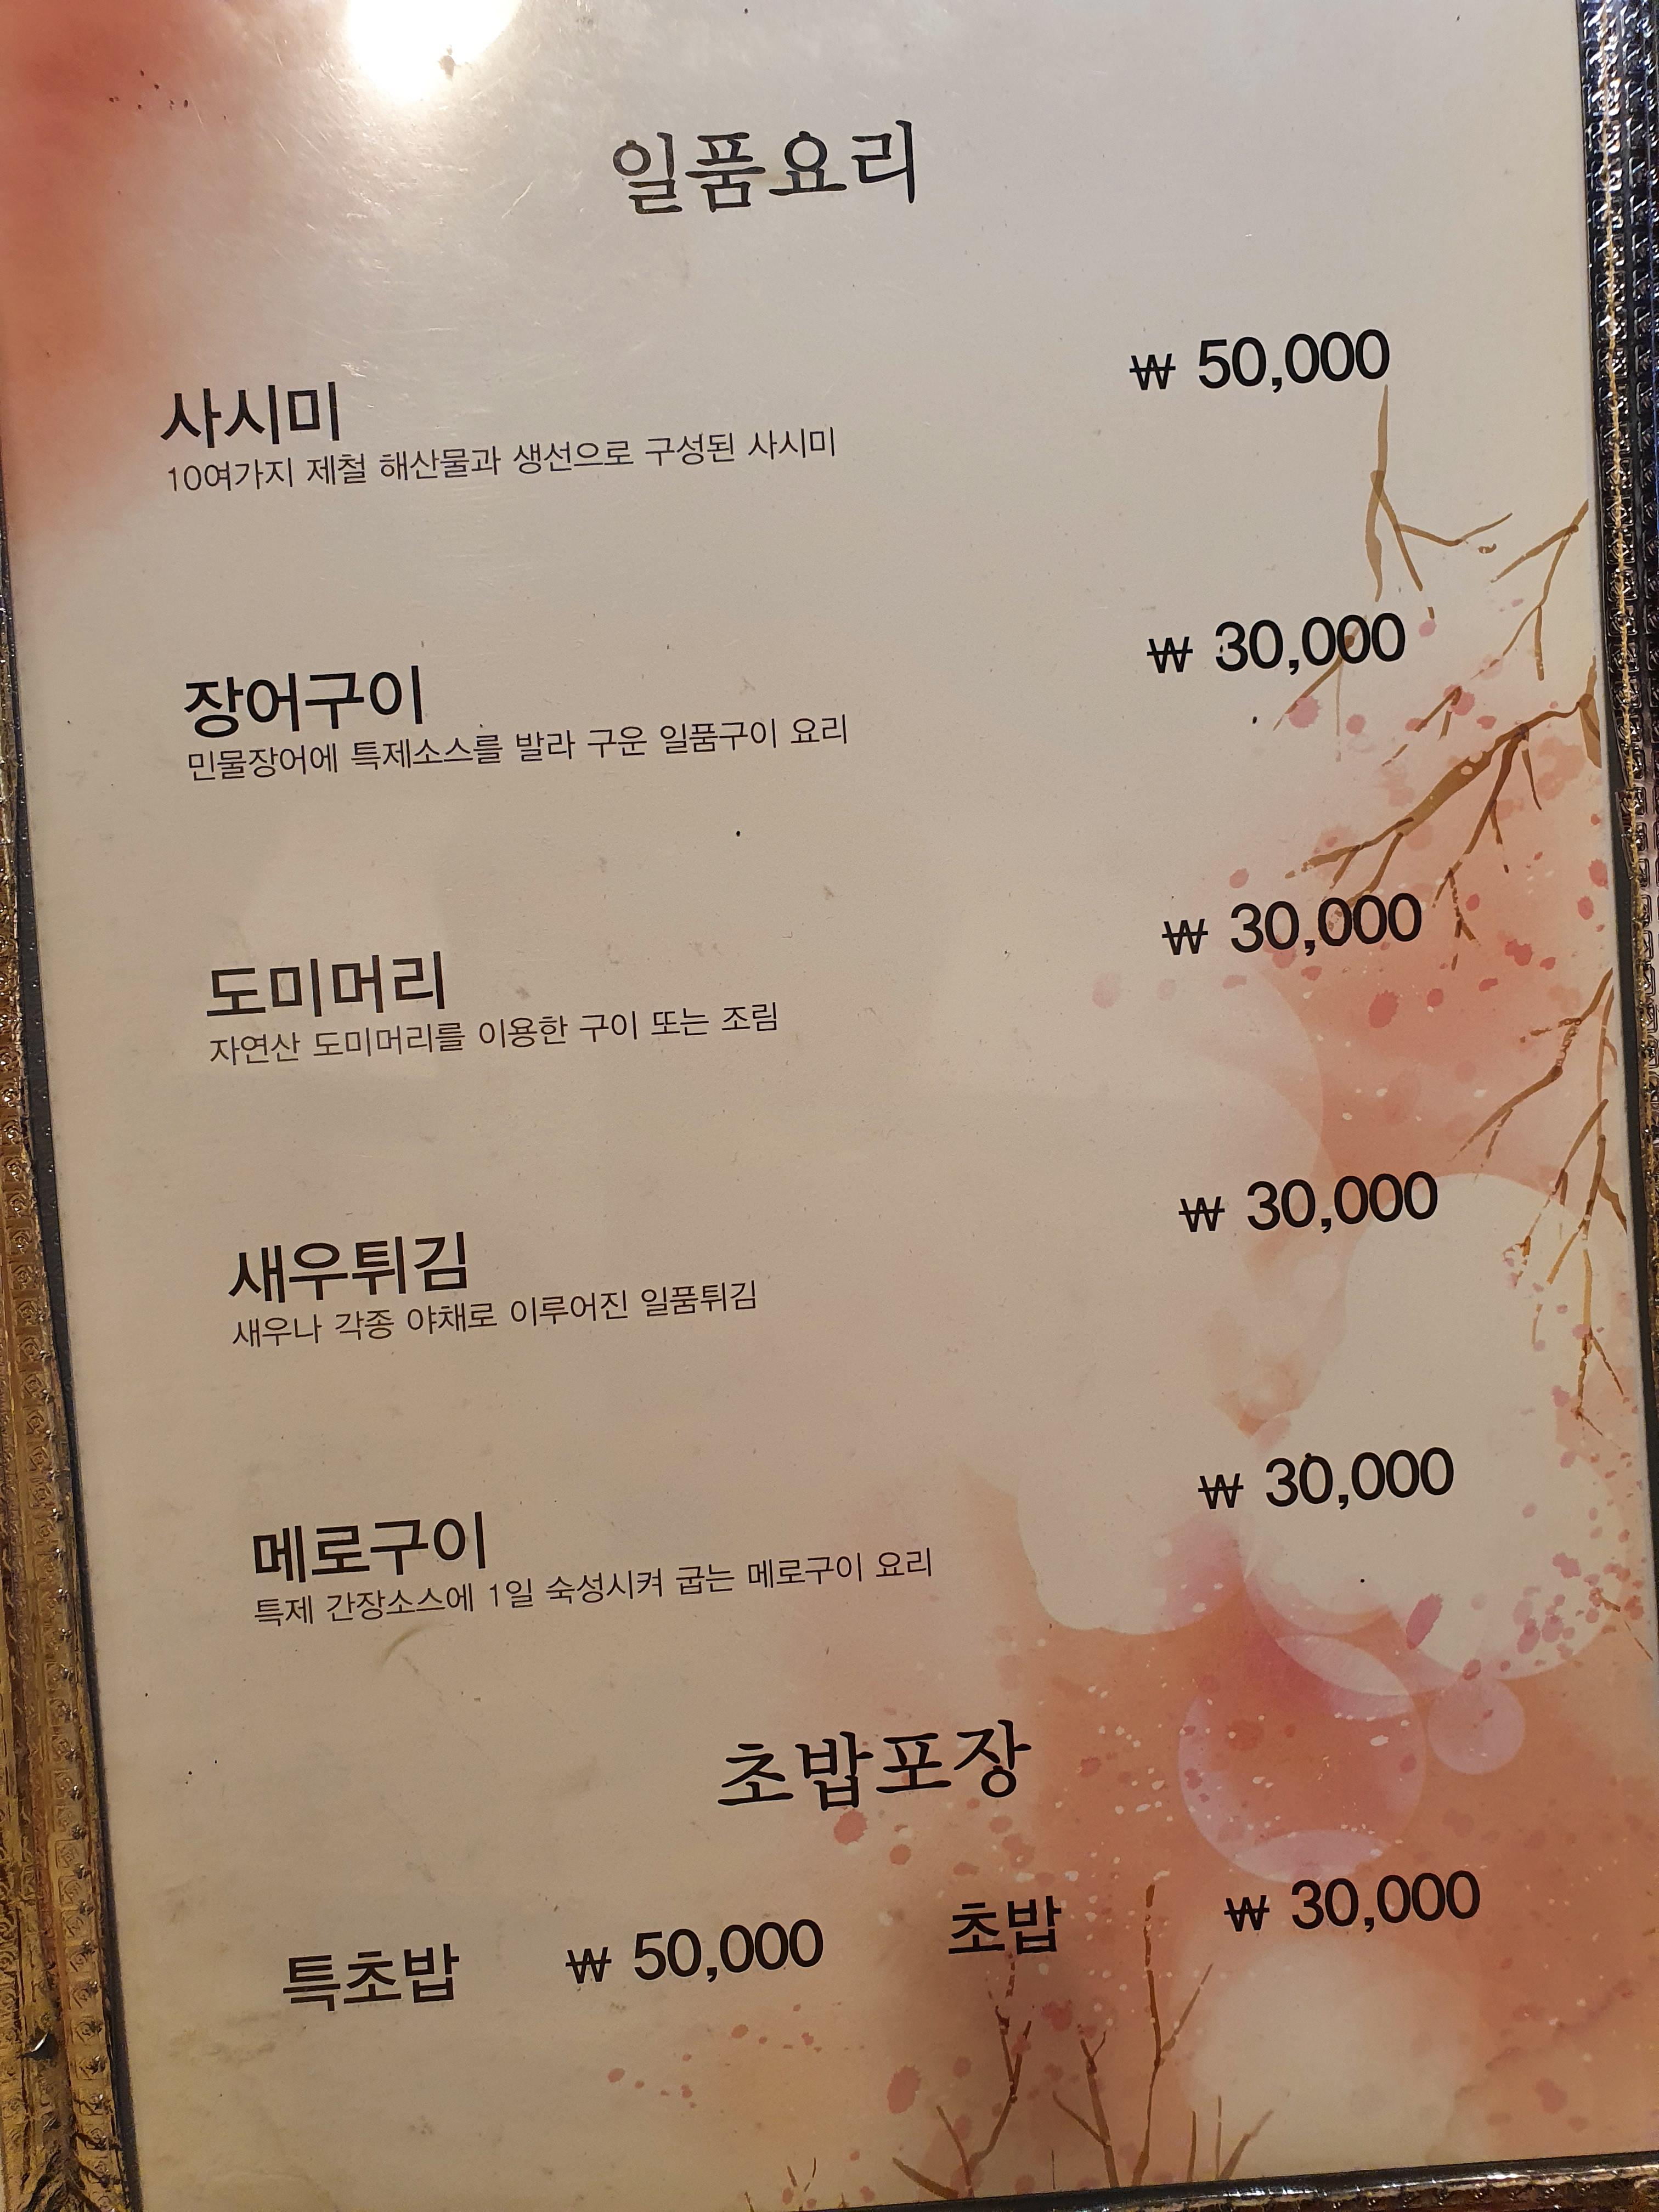 일품요리
사시미 ₩ 50,000
10여가지 제철 해산물과 생선으로 구성된 사시미
장어구이 ₩ 30,000
민물장어에 특제소스를 발라 구운 일품구이 요리
도미머리 ₩ 30,000
자연산 도미머리를 이용한 구이 또는 조림
새우튀김 ₩ 30,000
새우나 각종 야채로 이루어진 일품튀김
메로구이 ₩ 30,000
특제 간장소스에 1일 숙성시켜 굽는 메로구이 요리
초밥포장
특초밥 ₩ 50,000 초밥 ₩ 30,000